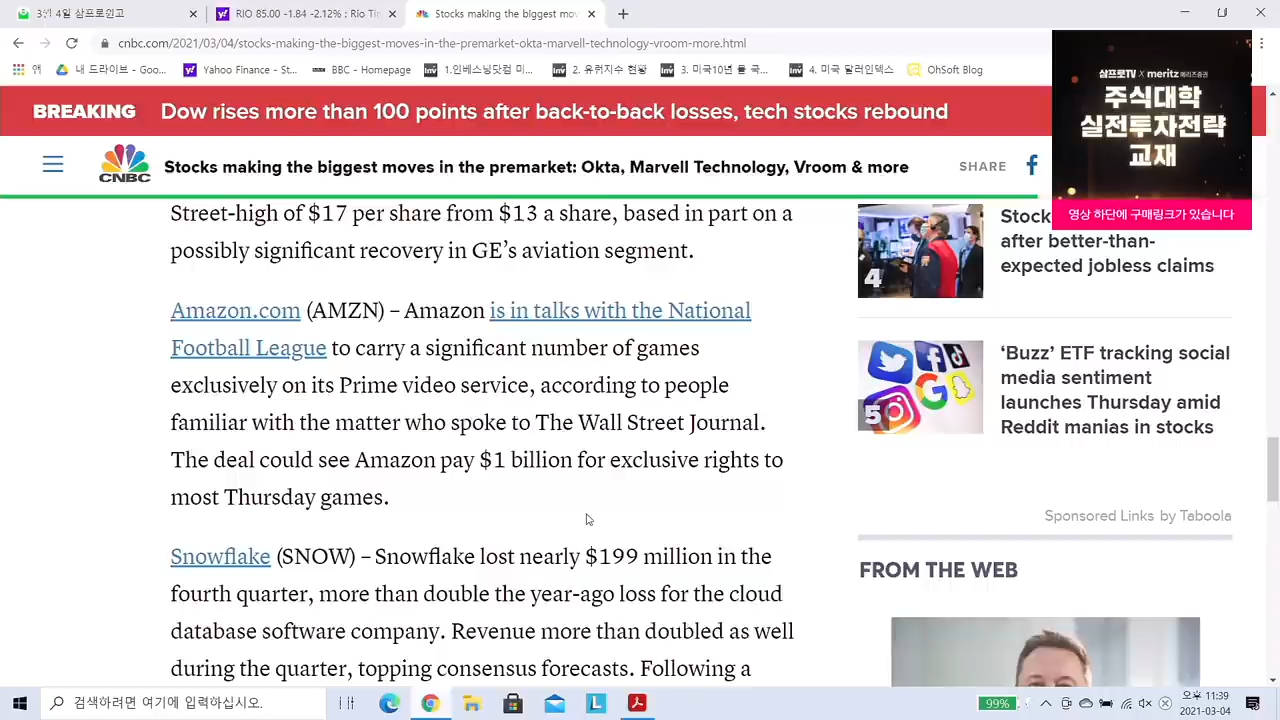 3월 4일 삼프로원고
RIO 85.00 -1.84 -2.12% : Rio Tin
Stocks making the biggest mov
cnbc.com/2021/03/04/stocks-making-the-biggest-moves-in-the-premarket-okta-marvell-technology-vroom-more.html
앱
내 드라이브 - Goo...
Yahoo Finance - St...
BBC - Homepage
1.인베스팅닷컴 미...
2. 유퀴지수 현황
3. 미국10년 물 국...
4. 미국 달러인덱스
OhSoft Blog
BREAKING Dow rises more than 100 points after back-to-back losses, tech stocks rebound
CNBC
Stocks making the biggest moves in the premarket: Okta, Marvell Technology, Vroom & more
SHARE
삼프로TV X meritz 메리츠증권
주식대학
실전투자전략
교재
영상 하단에 구매링크가 있습니다
Street-high of $17 per share from $13 a share, based in part on a
possibly significant recovery in GE’s aviation segment.
Amazon.com (AMZN) – Amazon is in talks with the National
Football League to carry a significant number of games
exclusively on its Prime video service, according to people
familiar with the matter who spoke to The Wall Street Journal.
The deal could see Amazon pay $1 billion for exclusive rights to
most Thursday games.
Snowflake (SNOW) – Snowflake lost nearly $199 million in the
fourth quarter, more than double the year-ago loss for the cloud
database software company. Revenue more than doubled as well
during the quarter, topping consensus forecasts. Following a
4
Stock
after better-than-
expected jobless claims
5
‘Buzz’ ETF tracking social
media sentiment
launches Thursday amid
Reddit manias in stocks
Sponsored Links by Taboola
FROM THE WEB
검색하려면 여기에 입력하십시오.
99%
오후 11:39
2021-03-04